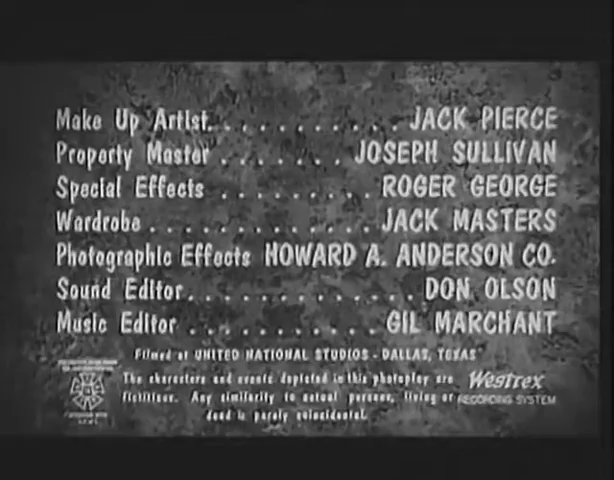 Make Up Artist. . . . . . . . . . . JACK PIERCE
Property Master . . . . . . . JOSEPH SULLIVAN
Special Effects . . . . . . . . . ROGER GEORGE
Wardrobe . . . . . . . . . . . . . JACK MASTERS
Photographic Effects HOWARD A. ANDERSON CO.
Sound Editor. . . . . . . . . . . . . DON OLSON
Music Editor . . . . . . . . . . . GIL MARCHANT
Filmed at UNITED NATIONAL STUDIOS - DALLAS, TEXAS
The characters and events depicted in this photoplay are
fictitious. Any similarity to actual persons, living or
dead is purely coincidental.
Westrex
RECORDING SYSTEM